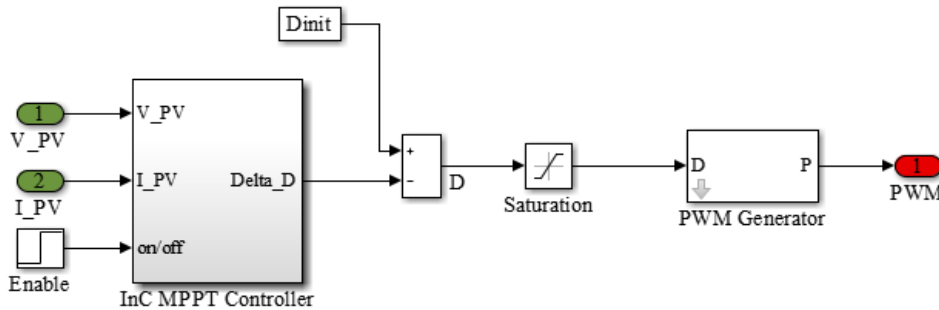 Dinit
1
V_PV
V_PV
2
I_PV
I_PV
Delta_D
on/off
Enable
InC MPPT Controller
+
−
D
Saturation
D
P
PWM Generator
1
PWM